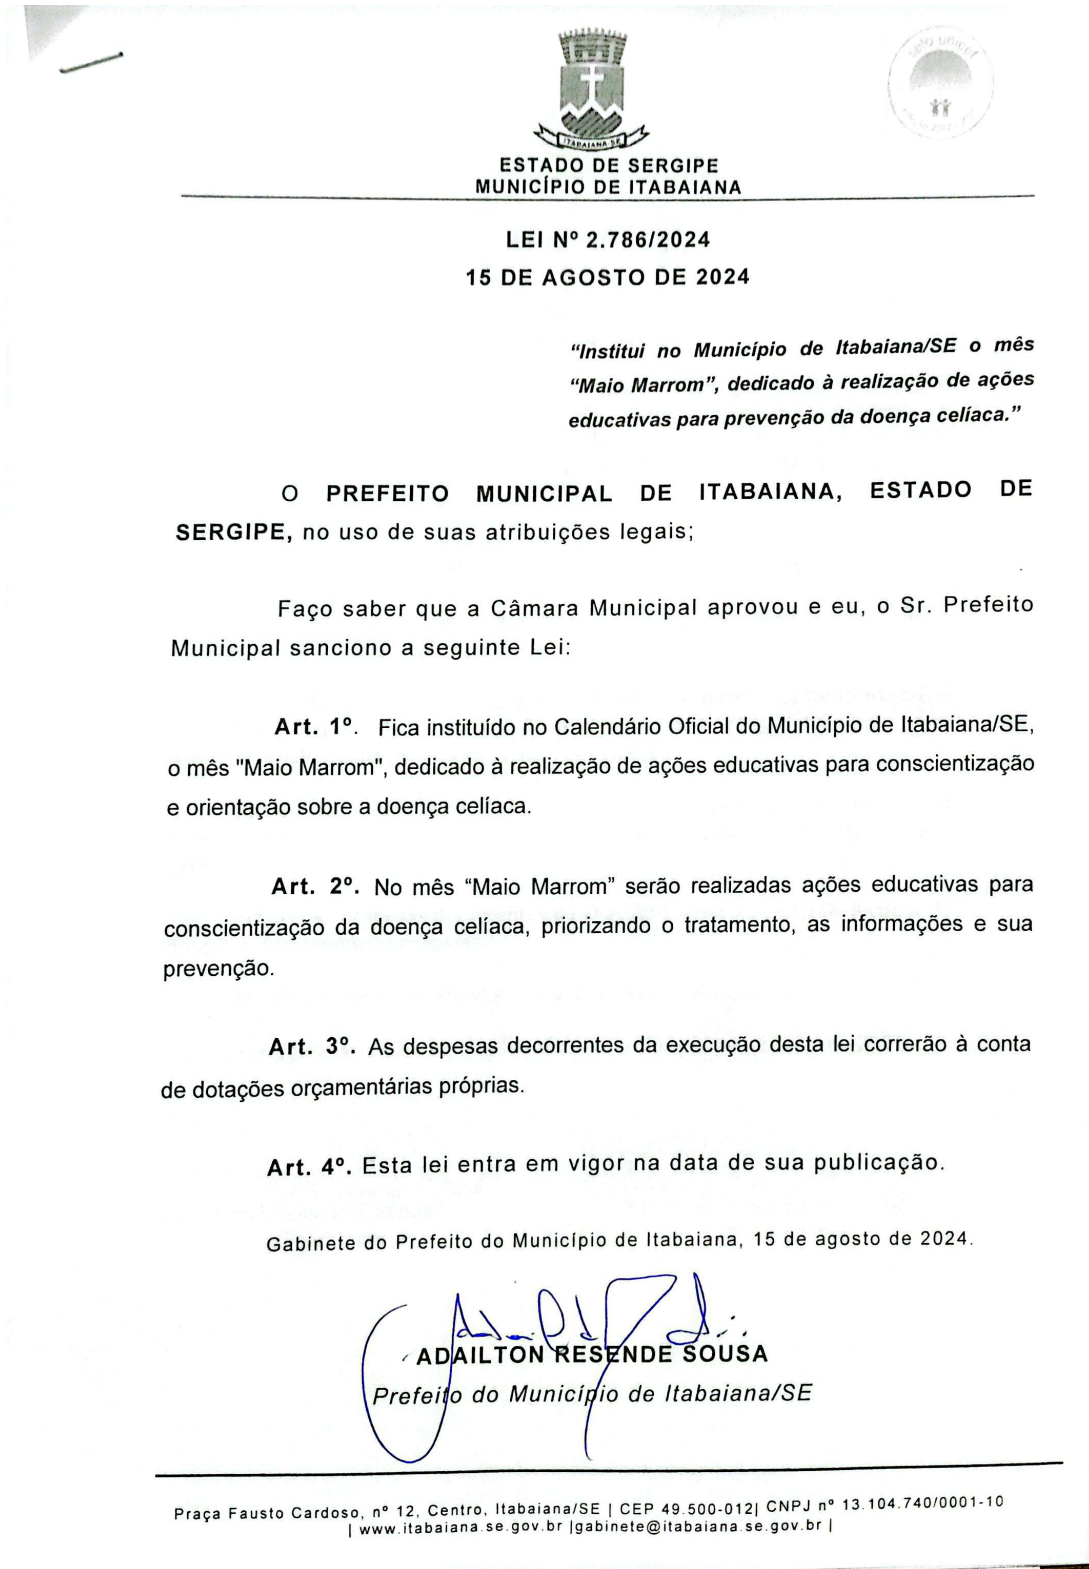 selo unicef
ITABAIANA-SE
ESTADO DE SERGIPE
MUNICÍPIO DE ITABAIANA
LEI Nº 2.786/2024
15 DE AGOSTO DE 2024
“Institui no Município de Itabaiana/SE o mês
“Maio Marrom”, dedicado à realização de ações
educativas para prevenção da doença celíaca.”
O PREFEITO MUNICIPAL DE ITABAIANA, ESTADO DE
SERGIPE, no uso de suas atribuições legais;
Faço saber que a Câmara Municipal aprovou e eu, o Sr. Prefeito
Municipal sanciono a seguinte Lei:
Art. 1º. Fica instituído no Calendário Oficial do Município de Itabaiana/SE,
o mês "Maio Marrom", dedicado à realização de ações educativas para conscientização
e orientação sobre a doença celíaca.
Art. 2º. No mês “Maio Marrom” serão realizadas ações educativas para
conscientização da doença celíaca, priorizando o tratamento, as informações e sua
prevenção.
Art. 3º. As despesas decorrentes da execução desta lei correrão à conta
de dotações orçamentárias próprias.
Art. 4º. Esta lei entra em vigor na data de sua publicação.
Gabinete do Prefeito do Município de Itabaiana, 15 de agosto de 2024.
ADAILTON RESENDE SOUSA
Prefeito do Município de Itabaiana/SE
Praça Fausto Cardoso, nº 12, Centro, Itabaiana/SE | CEP 49.500-012| CNPJ nº 13.104.740/0001-10
| www.itabaiana.se.gov.br |gabinete@itabaiana.se.gov.br |